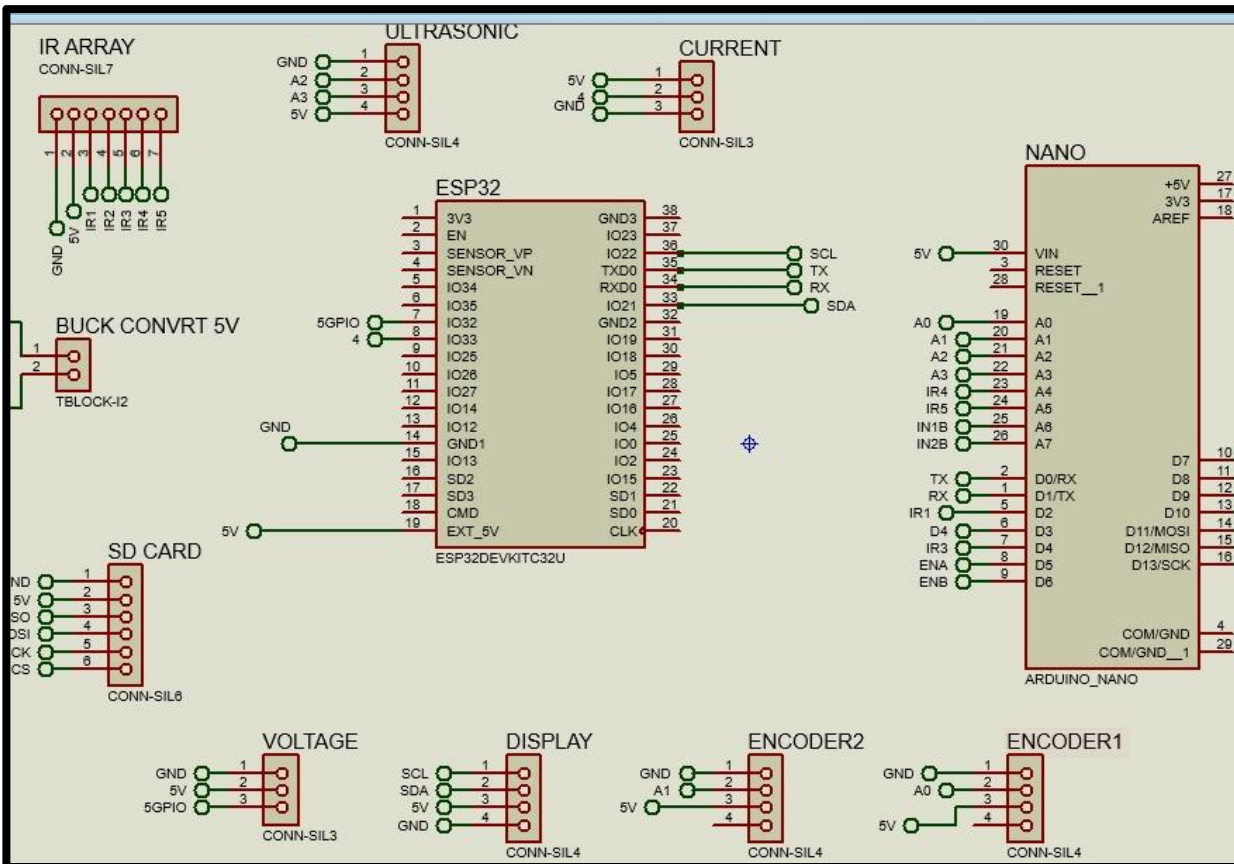 IR ARRAY
CONN-SIL7
1 2 3 4 5 6 7
GND 5V IR1 IR2 IR3 IR4 IR5
ULTRASONIC
GND 1
A2 2
A3 3
5V 4
CONN-SIL4
CURRENT
5V 1
4 2
GND 3
CONN-SIL3
BUCK CONVRT 5V
1
2
TBLOCK-I2
ESP32
1 3V3 GND3 38
2 EN IO23 37
3 SENSOR_VP IO22 36 SCL
4 SENSOR_VN TXD0 35 TX
5 IO34 RXD0 34 RX
6 IO35 IO21 33 SDA
5GPIO 7 IO32 GND2 32
4 8 IO33 IO19 31
9 IO25 IO18 30
10 IO26 IO5 29
11 IO27 IO17 28
12 IO14 IO16 27
13 IO12 IO4 26
GND 14 GND1 IO0 25
15 IO13 IO2 24
16 SD2 IO15 23
17 SD3 SD1 22
18 CMD SD0 21
5V 19 EXT_5V CLK 20
ESP32DEVKITC32U
NANO
+5V 27
3V3 17
AREF 18
5V 30 VIN
3 RESET
28 RESET__1
A0 19 A0
A1 20 A1
A2 21 A2
A3 22 A3
IR4 23 A4
IR5 24 A5
IN1B 25 A6
IN2B 26 A7
D7 10
TX 2 D0/RX D8 11
RX 1 D1/TX D9 12
IR1 5 D2 D10 13
D4 6 D3 D11/MOSI 14
IR3 7 D4 D12/MISO 15
ENA 8 D5 D13/SCK 16
ENB 9 D6
COM/GND 4
COM/GND__1 29
ARDUINO_NANO
SD CARD
ND 1
5V 2
SO 3
OSI 4
CK 5
CS 6
CONN-SIL6
VOLTAGE
GND 1
5V 2
5GPIO 3
CONN-SIL3
DISPLAY
SCL 1
SDA 2
5V 3
GND 4
CONN-SIL4
ENCODER2
GND 1
A1 2
5V 3
4
CONN-SIL4
ENCODER1
GND 1
A0 2
5V 3
4
CONN-SIL4